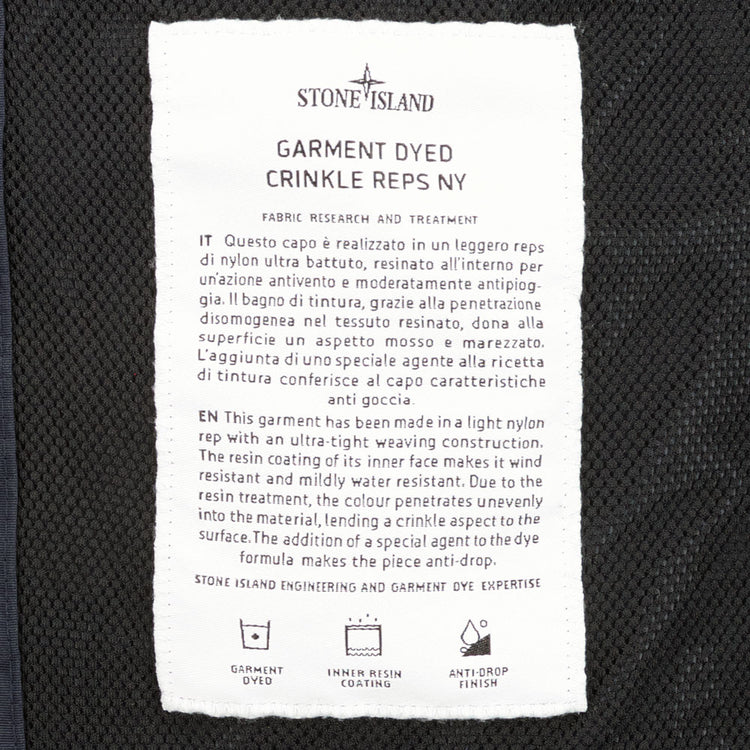 STONE ISLAND
GARMENT DYED
CRINKLE REPS NY
FABRIC RESEARCH AND TREATMENT
IT Questo capo è realizzato in un leggero reps
di nylon ultra battuto, resinato all'interno per
un'azione antivento e moderatamente antipiog-
gia. Il bagno di tintura, grazie alla penetrazione
disomogenea nel tessuto resinato, dona alla
superficie un aspetto mosso e marezzato.
L'aggiunta di uno speciale agente alla ricetta
di tintura conferisce al capo caratteristiche
anti goccia.
EN This garment has been made in a light nylon
rep with an ultra-tight weaving construction.
The resin coating of its inner face makes it wind
resistant and mildly water resistant. Due to the
resin treatment, the colour penetrates unevenly
into the material, lending a crinkle aspect to the
surface. The addition of a special agent to the dye
formula makes the piece anti-drop.
STONE ISLAND ENGINEERING AND GARMENT DYE EXPERTISE
GARMENT
DYED
INNER RESIN
COATING
ANTI-DROP
FINISH